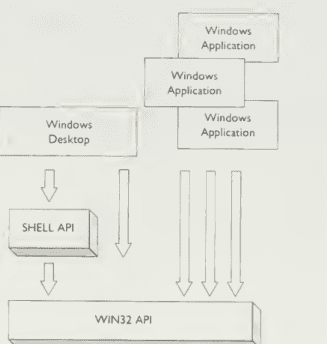 Windows
Application
Windows
Application
Windows
Application
Windows
Desktop
SHELL API
WIN32 API